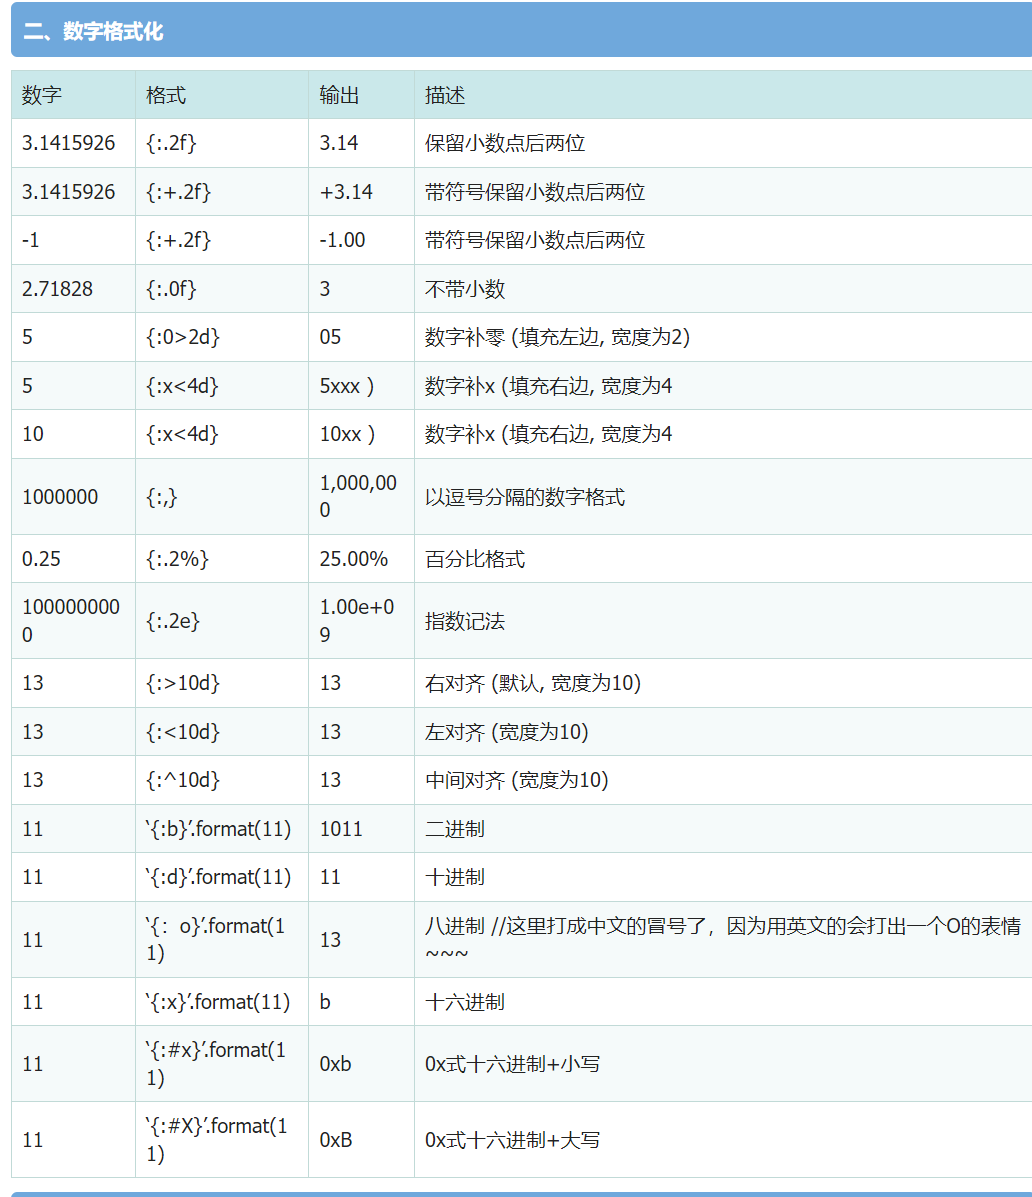 二、数字格式化
数字 格式 输出 描述
3.1415926 {:.2f} 3.14 保留小数点后两位
3.1415926 {:+.2f} +3.14 带符号保留小数点后两位
-1 {:+.2f} -1.00 带符号保留小数点后两位
2.71828 {:.0f} 3 不带小数
5 {:0>2d} 05 数字补零 (填充左边, 宽度为2)
5 {:x<4d} 5xxx ) 数字补x (填充右边, 宽度为4
10 {:x<4d} 10xx ) 数字补x (填充右边, 宽度为4
1000000 {:,} 1,000,00
0 以逗号分隔的数字格式
0.25 {:.2%} 25.00% 百分比格式
100000000
0 {:.2e} 1.00e+0
9 指数记法
13 {:>10d} 13 右对齐 (默认, 宽度为10)
13 {:<10d} 13 左对齐 (宽度为10)
13 {:^10d} 13 中间对齐 (宽度为10)
11 ‘{:b}’.format(11) 1011 二进制
11 ‘{:d}’.format(11) 11 十进制
11 ‘{：o}’.format(1
1) 13 八进制 //这里打成中文的冒号了，因为用英文的会打出一个O的表情
~~~
11 ‘{:x}’.format(11) b 十六进制
11 ‘{:#x}’.format(1
1) 0xb 0x式十六进制+小写
11 ‘{:#X}’.format(1
1) 0xB 0x式十六进制+大写